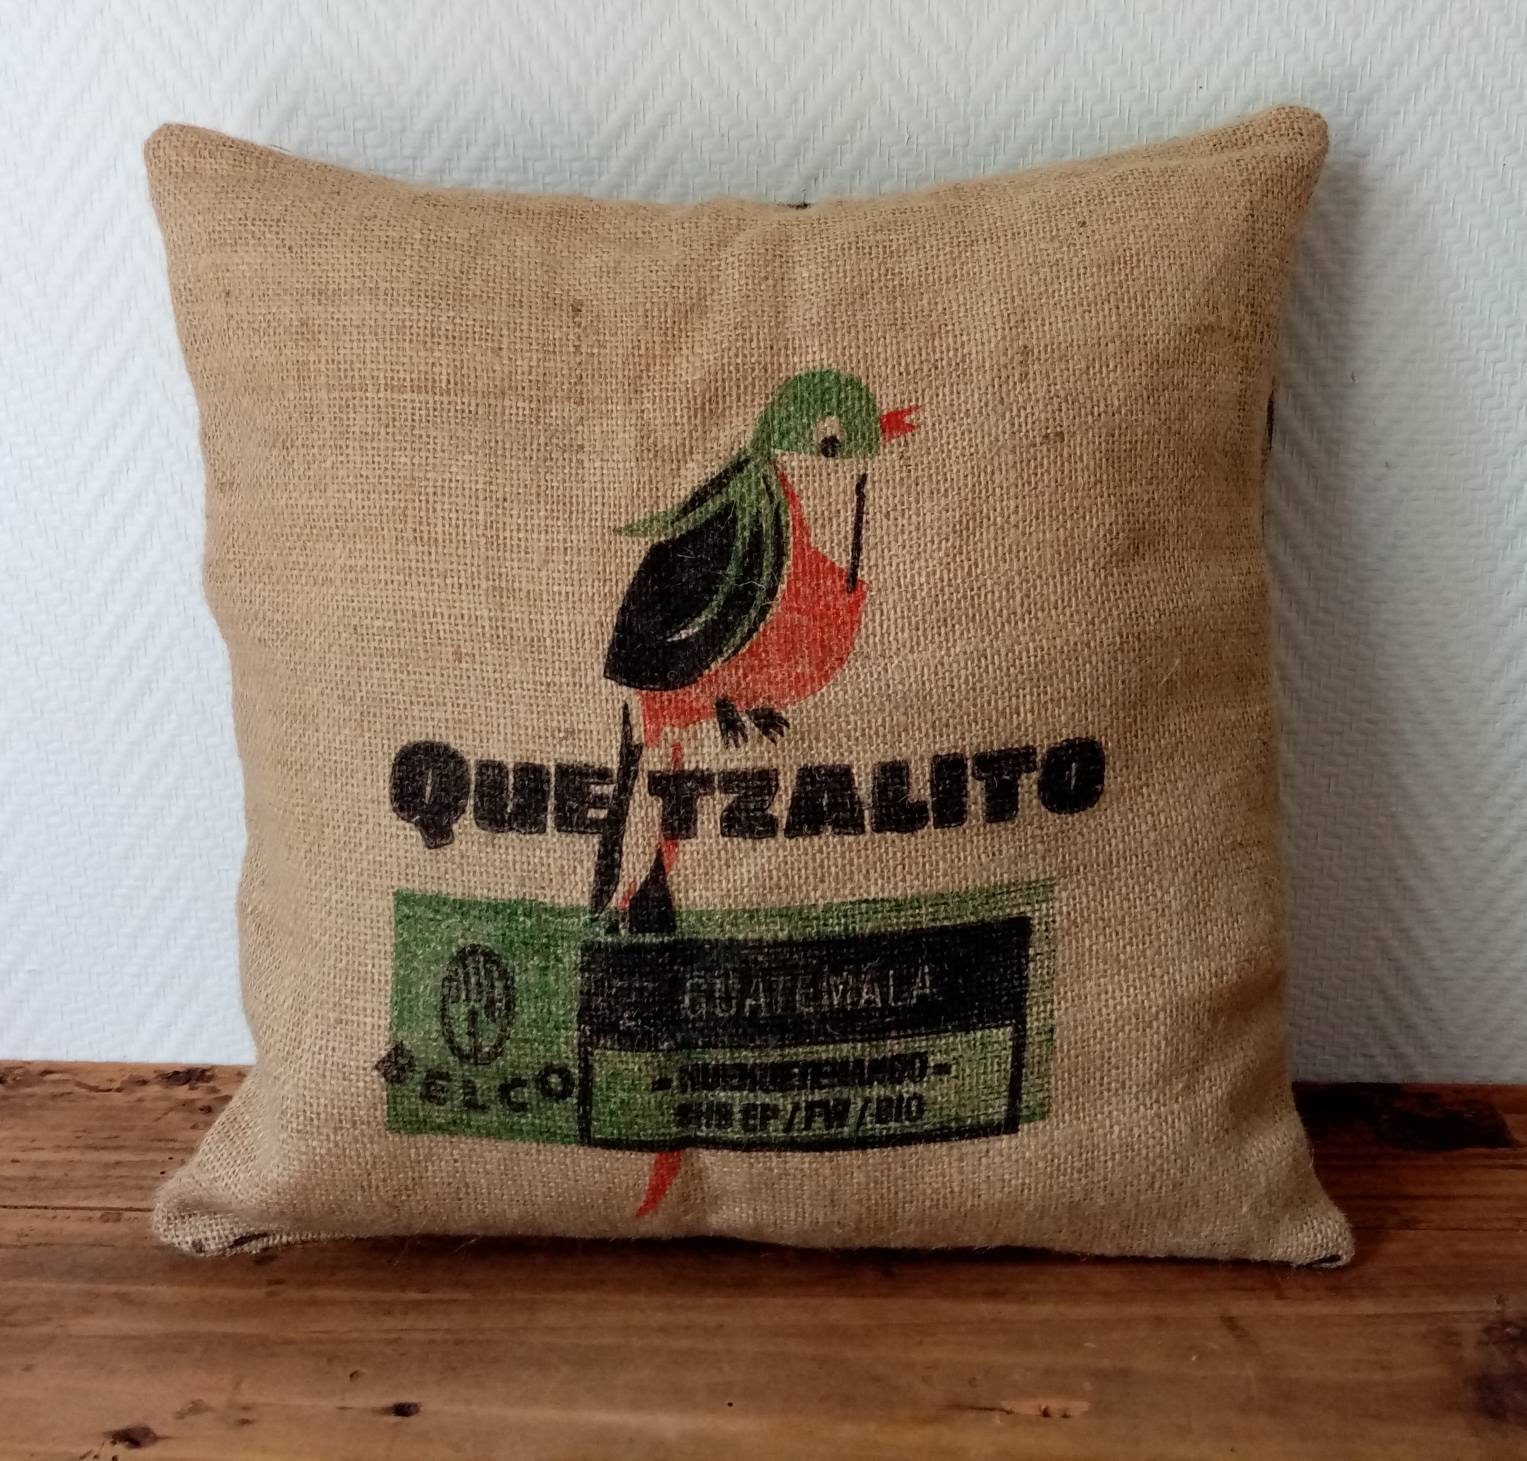 QUETZALITO
BELCO
GUATEMALA
- HUEHUETENANGO -
SHB EP / FW / BIO